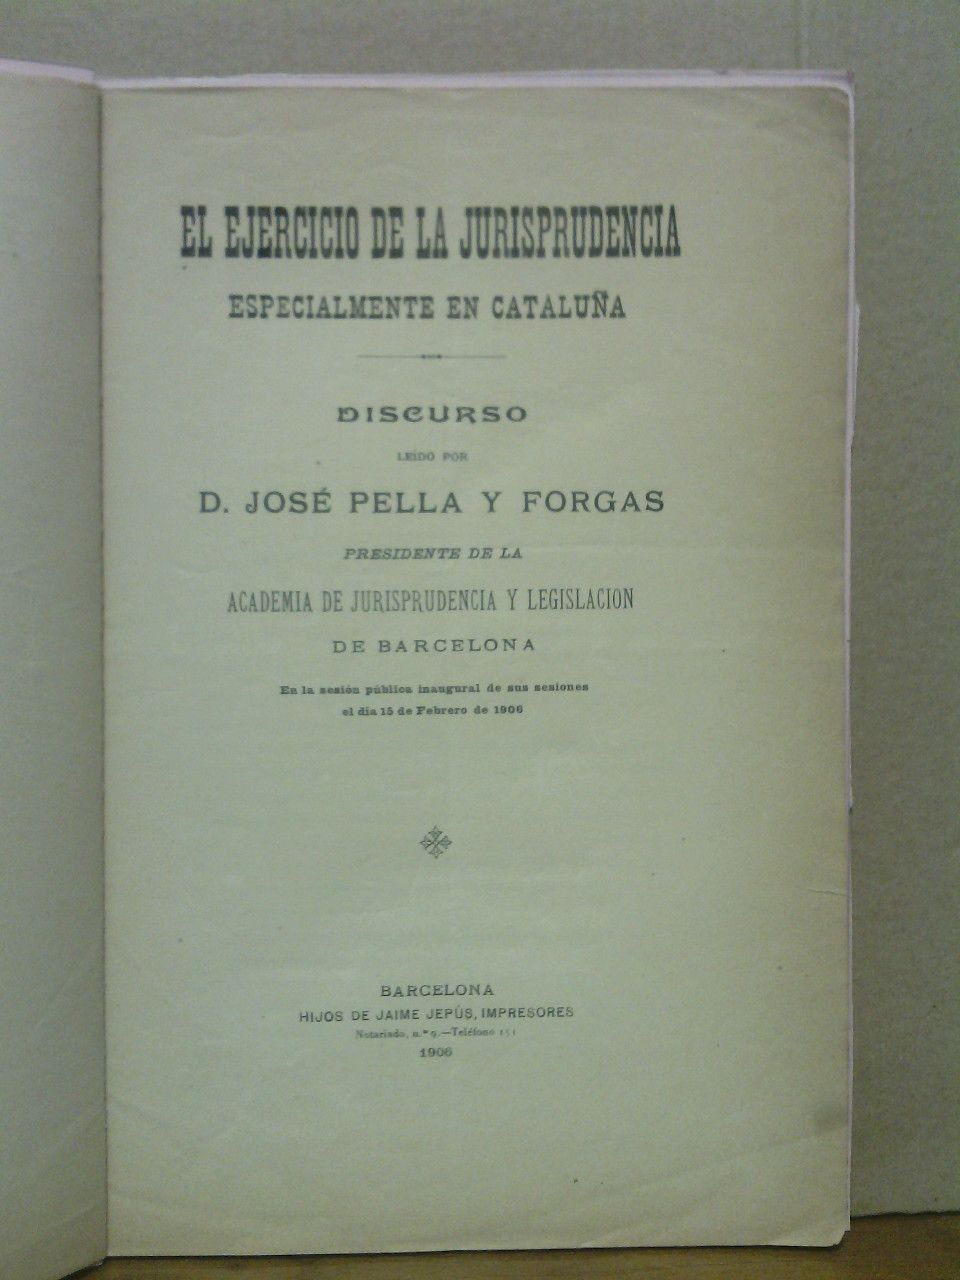 EL EJERCICIO DE LA JURISPRUDENCIA
ESPECIALMENTE EN CATALUÑA
DISCURSO
LEÍDO POR
D. JOSÉ PELLA Y FORGAS
PRESIDENTE DE LA
ACADEMIA DE JURISPRUDENCIA Y LEGISLACION
DE BARCELONA
En la sesión pública inaugural de sus sesiones
el día 15 de Febrero de 1906
BARCELONA
HIJOS DE JAIME JEPÚS, IMPRESORES
Notariado, n.º 9.—Teléfono 151
1906